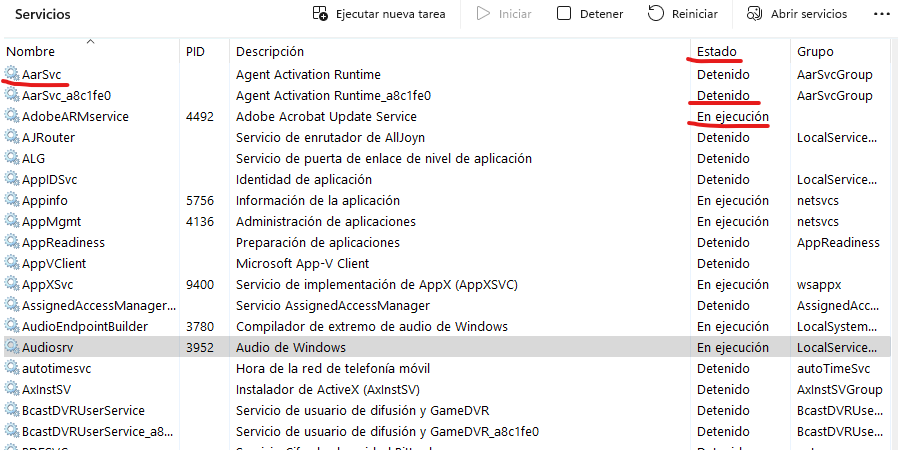 Servicios Ejecutar nueva tarea Iniciar Detener Reiniciar Abrir servicios ...
Nombre PID Descripción Estado Grupo
AarSvc Agent Activation Runtime Detenido AarSvcGroup
AarSvc_a8c1fe0 Agent Activation Runtime_a8c1fe0 Detenido AarSvcGroup
AdobeARMservice 4492 Adobe Acrobat Update Service En ejecución
AJRouter Servicio de enrutador de AllJoyn Detenido LocalService...
ALG Servicio de puerta de enlace de nivel de aplicación Detenido
AppIDSvc Identidad de aplicación Detenido LocalService...
Appinfo 5756 Información de la aplicación En ejecución netsvcs
AppMgmt 4136 Administración de aplicaciones En ejecución netsvcs
AppReadiness Preparación de aplicaciones Detenido AppReadiness
AppVClient Microsoft App-V Client Detenido
AppXSvc 9400 Servicio de implementación de AppX (AppXSVC) En ejecución wsappx
AssignedAccessManager... Servicio AssignedAccessManager Detenido AssignedAcc...
AudioEndpointBuilder 3780 Compilador de extremo de audio de Windows En ejecución LocalSystem...
Audiosrv 3952 Audio de Windows En ejecución LocalService...
autotimesvc Hora de la red de telefonía móvil Detenido autoTimeSvc
AxInstSV Instalador de ActiveX (AxInstSV) Detenido AxInstSVGroup
BcastDVRUserService Servicio de usuario de difusión y GameDVR Detenido BcastDVRUse...
BcastDVRUserService_a8... Servicio de usuario de difusión y GameDVR_a8c1fe0 Detenido BcastDVRUse...